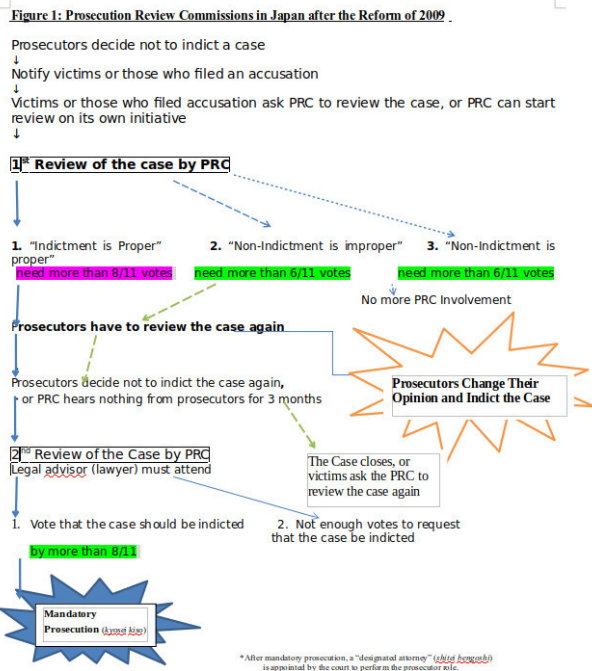 Figure 1: Prosecution Review Commissions in Japan after the Reform of 2009
Prosecutors decide not to indict a case
↓
Notify victims or those who filed an accusation
↓
Victims or those who filed accusation ask PRC to review the case, or PRC can start
review on its own initiative
↓
1st Review of the case by PRC
1. “Indictment is Proper” 2. “Non-Indictment is improper” 3. “Non-Indictment is
proper”
need more than 8/11 votes need more than 6/11 votes need more than 6/11 votes
No more PRC Involvement
Prosecutors have to review the case again
Prosecutors Change Their
Opinion and Indict the Case
Prosecutors decide not to indict the case again,
or PRC hears nothing from prosecutors for 3 months
2nd Review of the Case by PRC
Legal advisor (lawyer) must attend
The Case closes, or
victims ask the PRC to
review the case again
1. Vote that the case should be indicted
by more than 8/11
2. Not enough votes to request
that the case be indicted
Mandatory
Prosecution (kyosei kiso)
*After mandatory prosecution, a “designated attorney” (shitei bengoshi)
is appointed by the court to perform the prosecutor role.